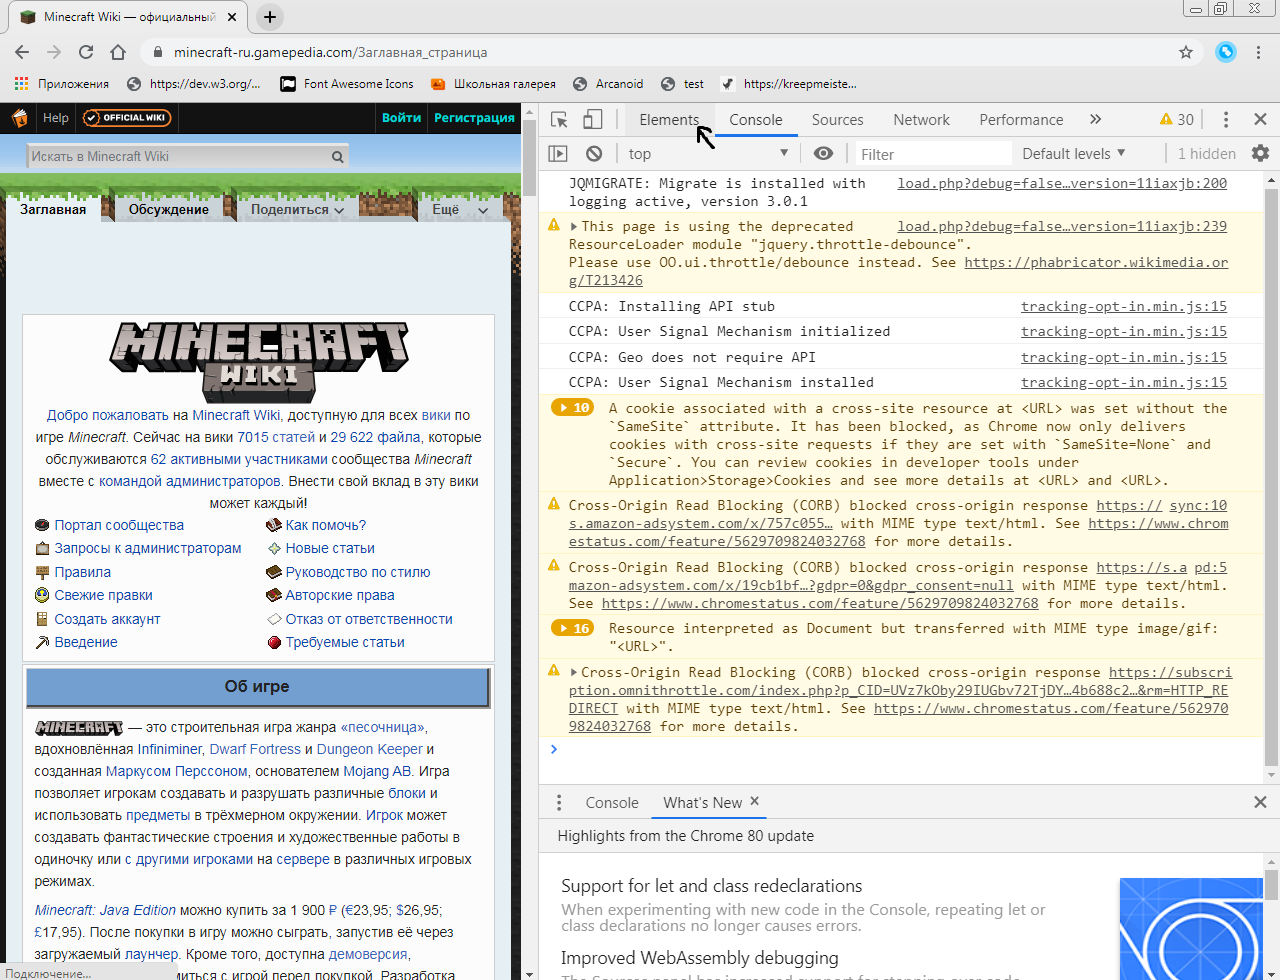 Minecraft Wiki — официальный
minecraft-ru.gamepedia.com/Заглавная_страница
Приложения https://dev.w3.org/... Font Awesome Icons Школьная галерея Arcanoid test https://kreepmeiste...
Help OFFICIAL WIKI Войти Регистрация
Искать в Minecraft Wiki
Заглавная Обсуждение Поделиться Ещё
MINECRAFT
WIKI
Добро пожаловать на Minecraft Wiki, доступную для всех вики по
игре Minecraft. Сейчас на вики 7015 статей и 29 622 файла, которые
обслуживаются 62 активными участниками сообщества Minecraft
вместе с командой администраторов. Внести свой вклад в эту вики
может каждый!
Портал сообщества Как помочь?
Запросы к администраторам Новые статьи
Правила Руководство по стилю
Свежие правки Авторские права
Создать аккаунт Отказ от ответственности
Введение Требуемые статьи
Об игре
MINECRAFT — это строительная игра жанра «песочница»,
вдохновлённая Infiniminer, Dwarf Fortress и Dungeon Keeper и
созданная Маркусом Перссоном, основателем Mojang AB. Игра
позволяет игрокам создавать и разрушать различные блоки и
использовать предметы в трёхмерном окружении. Игрок может
создавать фантастические строения и художественные работы в
одиночку или с другими игроками на сервере в различных игровых
режимах.
Minecraft: Java Edition можно купить за 1 900 ₽ (€23,95; $26,95;
£17,95). После покупки в игру можно сыграть, запустив её через
загружаемый лаунчер. Кроме того, доступна демоверсия,
миться с игрой перед покупкой. Разработка
Подключение...
Elements Console Sources Network Performance 30
top Filter Default levels 1 hidden
JQMIGRATE: Migrate is installed with load.php?debug=false…version=11iaxjb:200
logging active, version 3.0.1
This page is using the deprecated load.php?debug=false…version=11iaxjb:239
ResourceLoader module "jquery.throttle-debounce".
Please use OO.ui.throttle/debounce instead. See https://phabricator.wikimedia.or
g/T213426
CCPA: Installing API stub tracking-opt-in.min.js:15
CCPA: User Signal Mechanism initialized tracking-opt-in.min.js:15
CCPA: Geo does not require API tracking-opt-in.min.js:15
CCPA: User Signal Mechanism installed tracking-opt-in.min.js:15
10 A cookie associated with a cross-site resource at <URL> was set without the
`SameSite` attribute. It has been blocked, as Chrome now only delivers
cookies with cross-site requests if they are set with `SameSite=None` and
`Secure`. You can review cookies in developer tools under
Application>Storage>Cookies and see more details at <URL> and <URL>.
Cross-Origin Read Blocking (CORB) blocked cross-origin response https:// sync:10
s.amazon-adsystem.com/x/757c055… with MIME type text/html. See https://www.chrom
estatus.com/feature/5629709824032768 for more details.
Cross-Origin Read Blocking (CORB) blocked cross-origin response https://s.a pd:5
mazon-adsystem.com/x/19cb1bf…?gdpr=0&gdpr_consent=null with MIME type text/html.
See https://www.chromestatus.com/feature/5629709824032768 for more details.
16 Resource interpreted as Document but transferred with MIME type image/gif:
"<URL>".
Cross-Origin Read Blocking (CORB) blocked cross-origin response https://subscri
ption.omnithrottle.com/index.php?p_CID=UVz7kOby29IUGbv72TjDY…4b688c2…&rm=HTTP_RE
DIRECT with MIME type text/html. See https://www.chromestatus.com/feature/562970
9824032768 for more details.
Console What's New
Highlights from the Chrome 80 update
Support for let and class redeclarations
When experimenting with new code in the Console, repeating let or
class declarations no longer causes errors.
Improved WebAssembly debugging